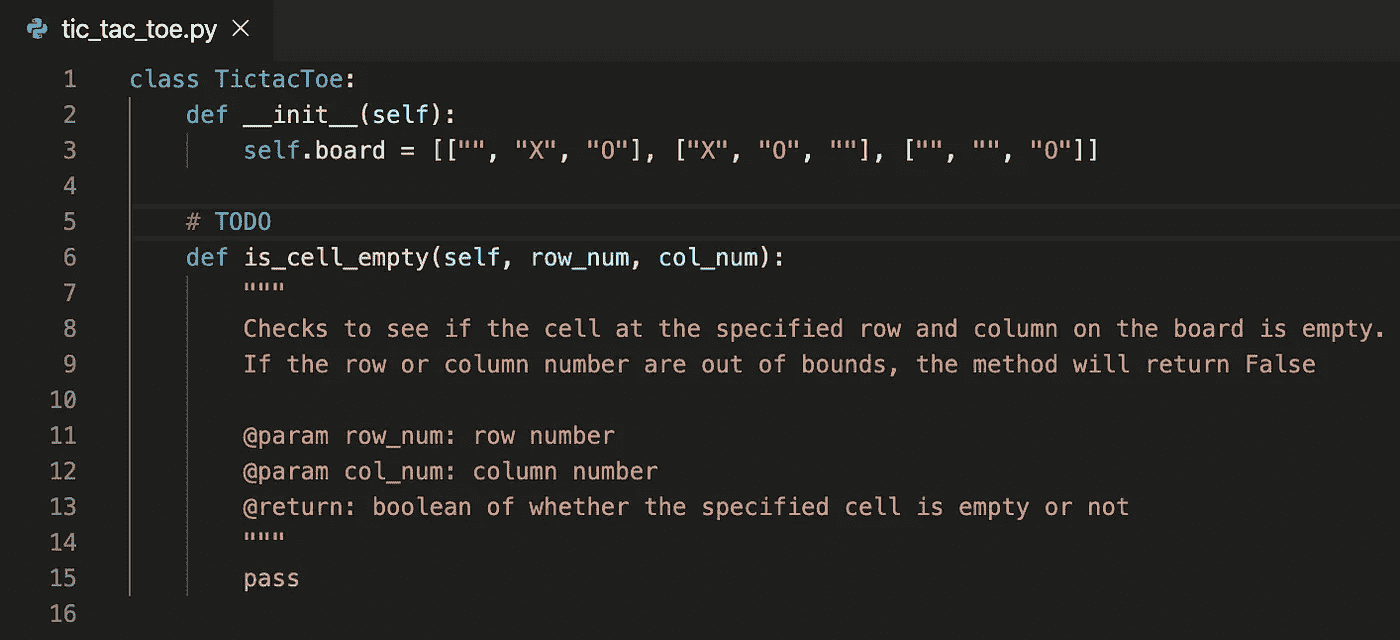 tic_tac_toe.py
1 class TictacToe:
2     def __init__(self):
3         self.board = [["", "X", "O"], ["X", "O", ""], ["", "", "O"]]
4
5     # TODO
6     def is_cell_empty(self, row_num, col_num):
7         """
8         Checks to see if the cell at the specified row and column on the board is empty.
9         If the row or column number are out of bounds, the method will return False
10
11         @param row_num: row number
12         @param col_num: column number
13         @return: boolean of whether the specified cell is empty or not
14         """
15         pass
16